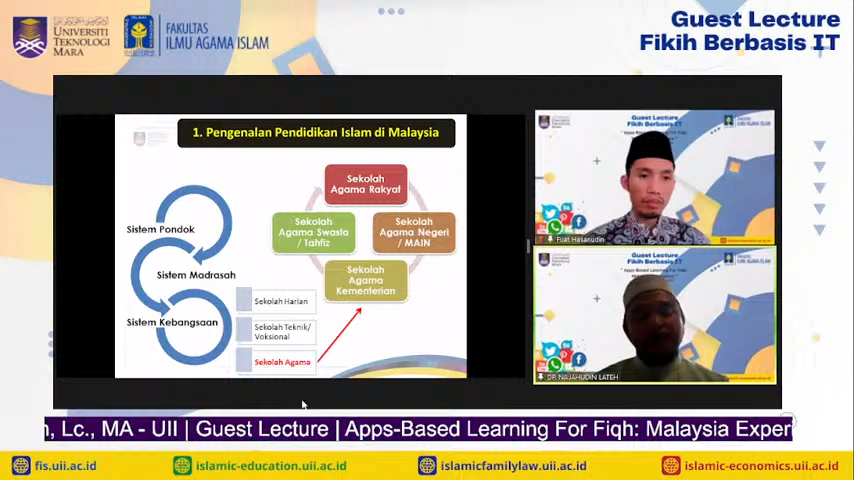 UNIVERSITI
TEKNOLOGI
MARA
FAKULTAS
ILMU AGAMA ISLAM
Guest Lecture
Fikih Berbasis IT
1. Pengenalan Pendidikan Islam di Malaysia
Sistem Pondok
Sistem Madrasah
Sistem Kebangsaan
Sekolah
Agama Rakyat
Sekolah
Agama Swasta
/ Tahfiz
Sekolah
Agama Negeri
/ MAIN
Sekolah
Agama
Kementerian
Sekolah Harian
Sekolah Teknik/
Voksional
Sekolah Agama
Guest Lecture
Fikih Berbasis IT
Fuat Hasanudin
Guest Lecture
Fikih Berbasis IT
DR NAJAHUDIN LATEH
n, Lc., MA - UII | Guest Lecture | Apps-Based Learning For Fiqh: Malaysia Exper
fis.uii.ac.id
islamic-education.uii.ac.id
islamicfamilylaw.uii.ac.id
islamic-economics.uii.ac.id